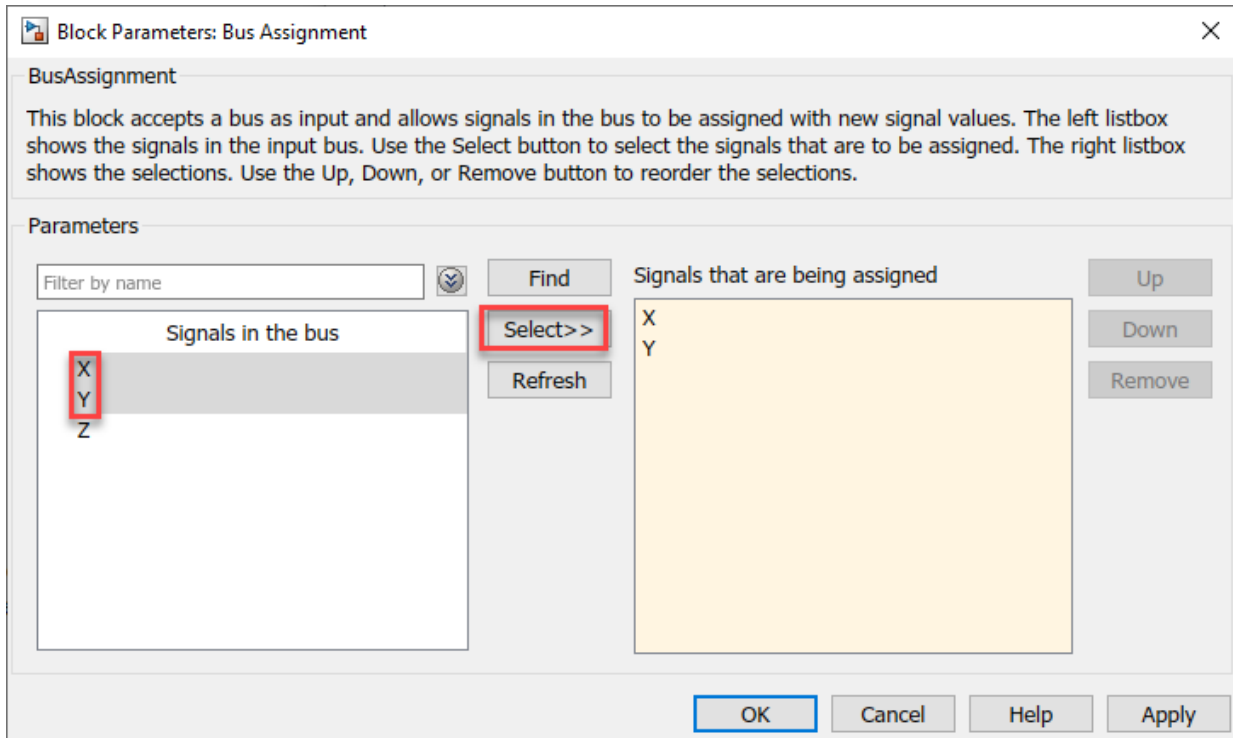 Block Parameters: Bus Assignment
BusAssignment
This block accepts a bus as input and allows signals in the bus to be assigned with new signal values. The left listbox
shows the signals in the input bus. Use the Select button to select the signals that are to be assigned. The right listbox
shows the selections. Use the Up, Down, or Remove button to reorder the selections.
Parameters
Filter by name
Find
Signals that are being assigned
Up
Signals in the bus
Select>>
X
Down
Y
X
Refresh
Remove
Y
Z
OK
Cancel
Help
Apply